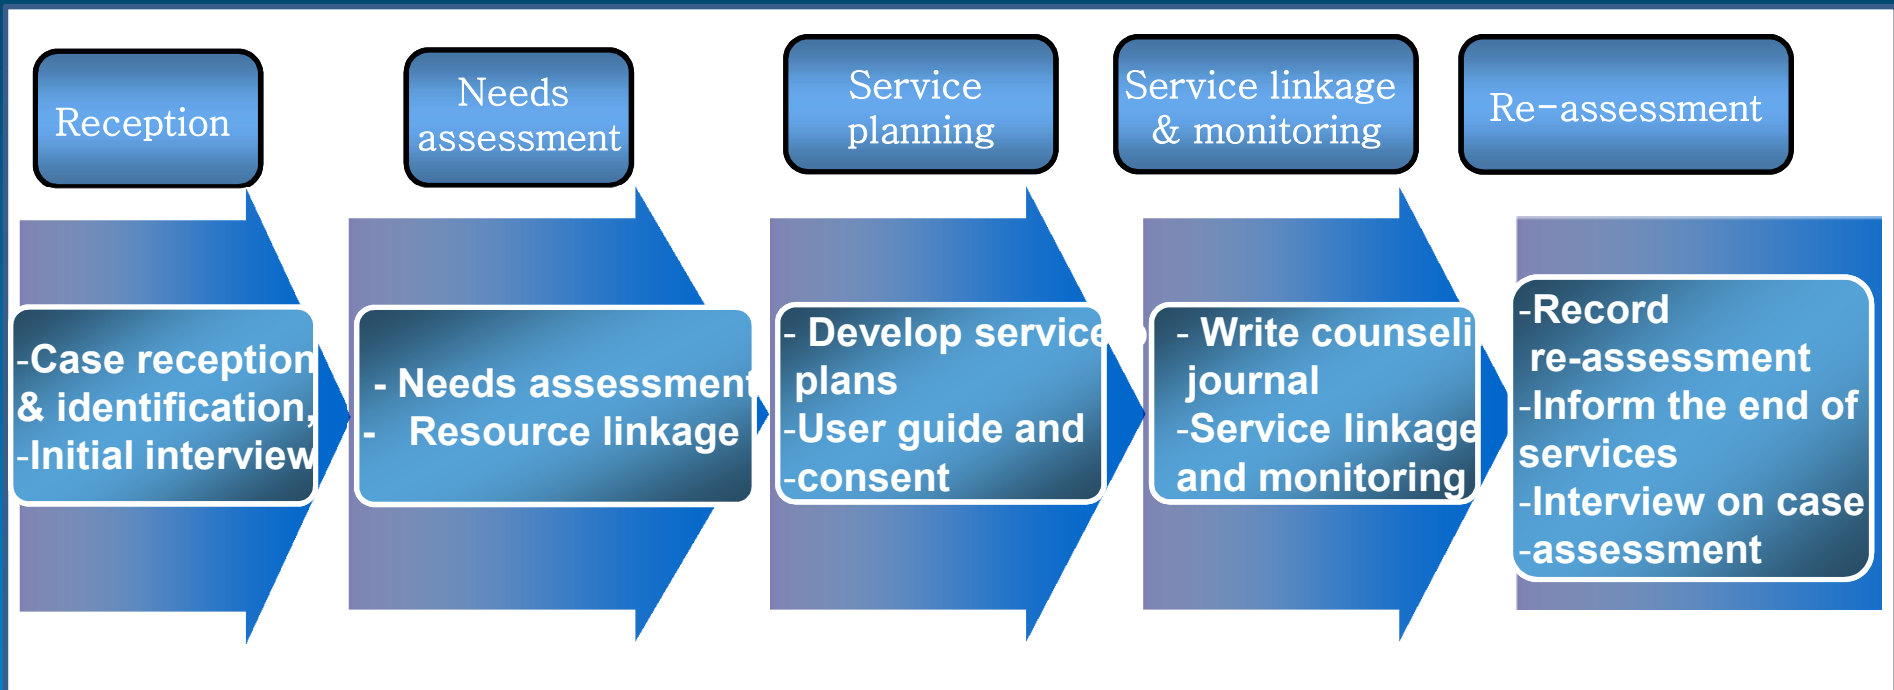 Reception
Needs
assessment
Service
planning
Service linkage
& monitoring
Re-assessment
-Case reception
& identification,
-Initial interview
- Needs assessment
- Resource linkage
- Develop service
plans
-User guide and
-consent
- Write counseli
journal
-Service linkage
and monitoring
-Record
re-assessment
-Inform the end of
services
-Interview on case
-assessment